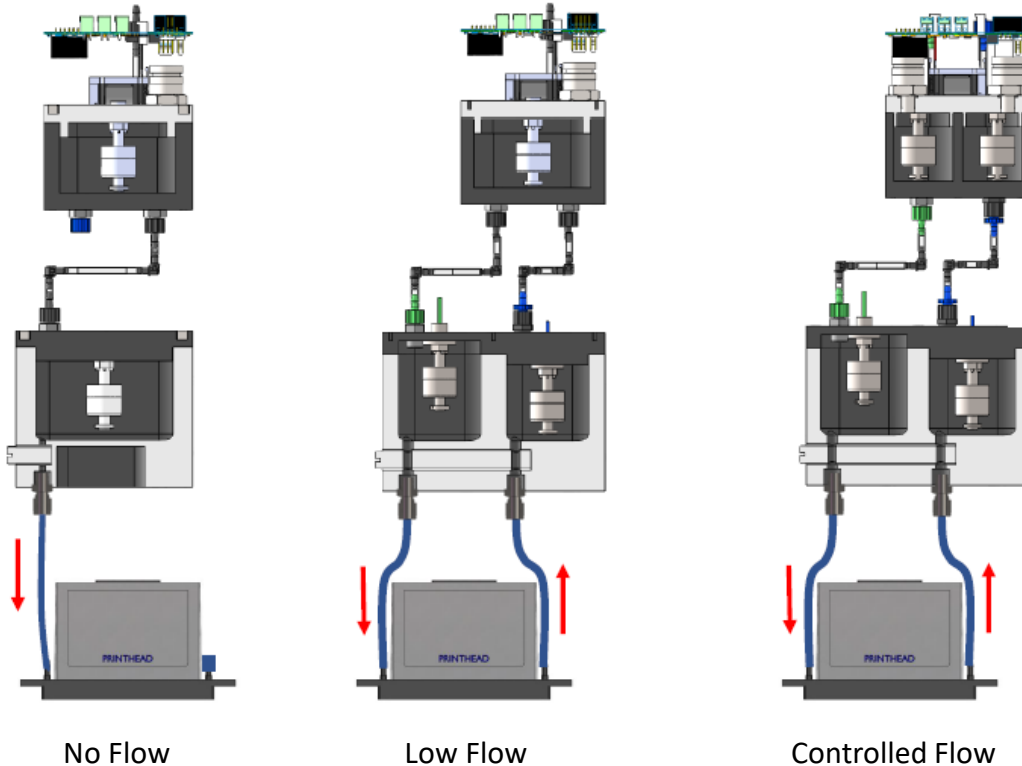 PRINTHEAD
PRINTHEAD
PRINTHEAD
No Flow
Low Flow
Controlled Flow